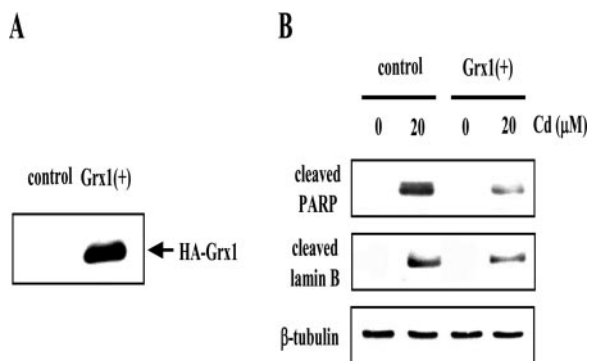 A
control Grx1(+)
HA-Grx1
B
control Grx1(+)
0 20 0 20 Cd (μM)
cleaved
PARP
cleaved
lamin B
β-tubulin